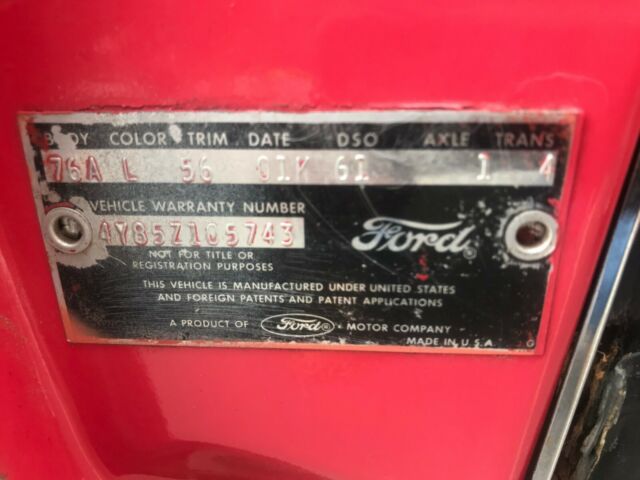 BODY COLOR TRIM DATE DSO AXLE TRANS
76A L 56 01K 61 1 4
VEHICLE WARRANTY NUMBER
4Y85Z105743
Ford
NOT FOR TITLE OR
REGISTRATION PURPOSES
THIS VEHICLE IS MANUFACTURED UNDER UNITED STATES
AND FOREIGN PATENTS AND PATENT APPLICATIONS
A PRODUCT OF Ford MOTOR COMPANY
MADE IN U.S.A. G